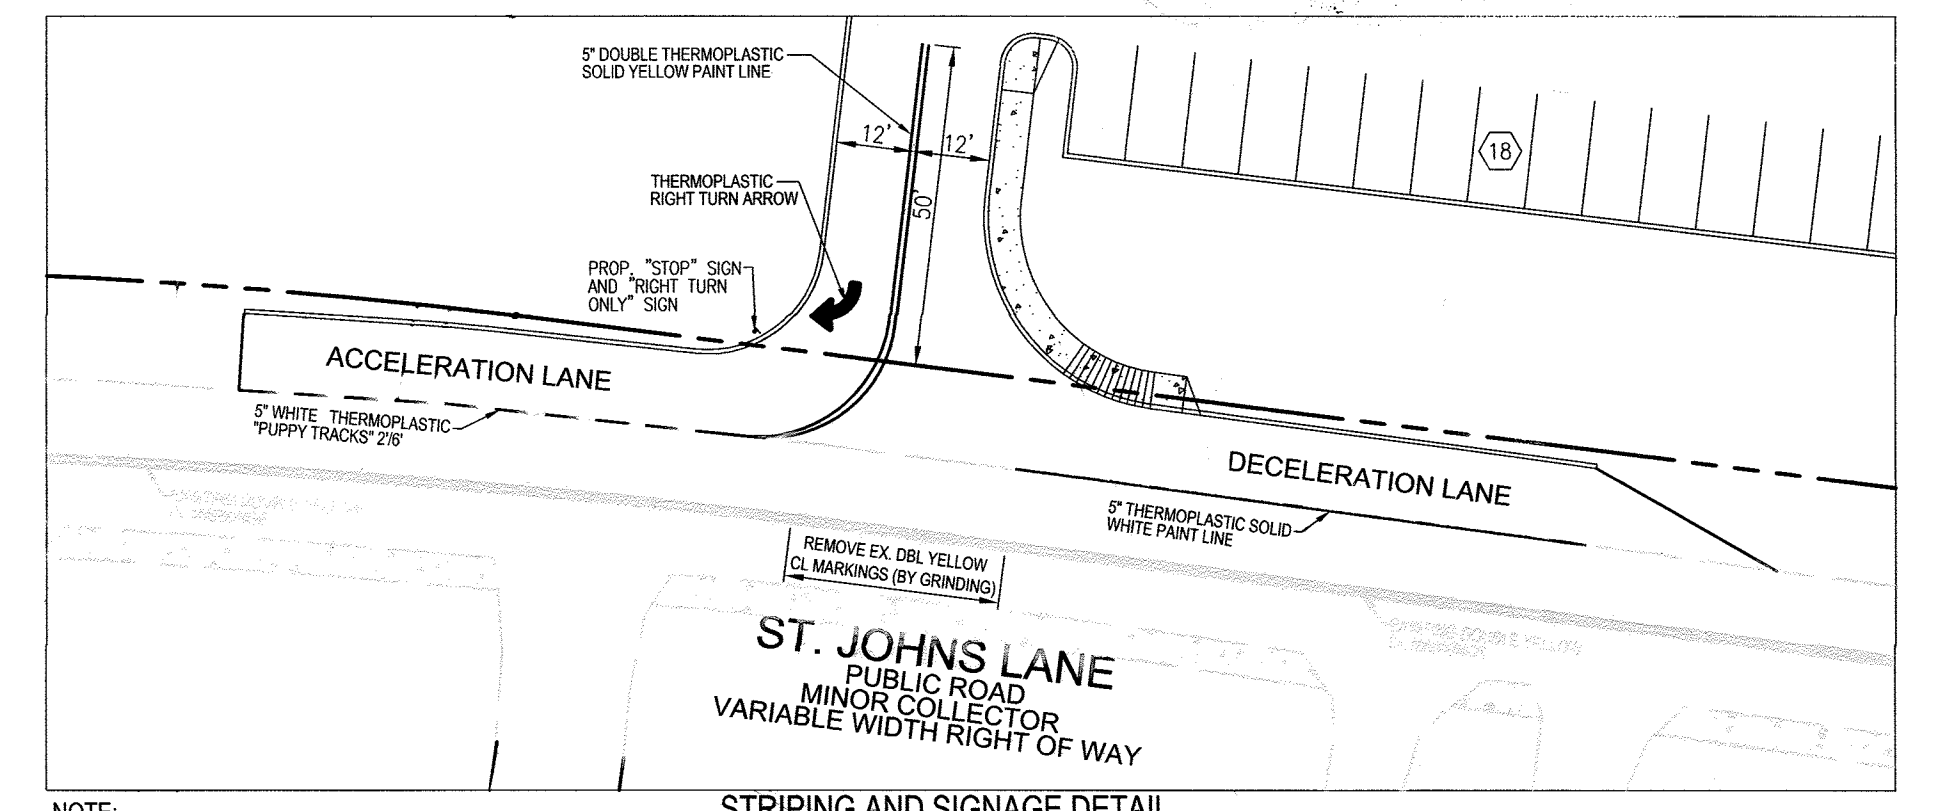 5" DOUBLE THERMOPLASTIC
SOLID YELLOW PAINT LINE
12'
12'
50'
18
THERMOPLASTIC
RIGHT TURN ARROW
PROP. "STOP" SIGN
AND "RIGHT TURN
ONLY" SIGN
ACCELERATION LANE
5" WHITE THERMOPLASTIC
"PUPPY TRACKS" 2'/6'
DECELERATION LANE
5" THERMOPLASTIC SOLID
WHITE PAINT LINE
REMOVE EX. DBL YELLOW
CL MARKINGS (BY GRINDING)
ST. JOHNS LANE
PUBLIC ROAD
MINOR COLLECTOR
VARIABLE WIDTH RIGHT OF WAY
NOTE:
STRIPING AND SIGNAGE DETAIL